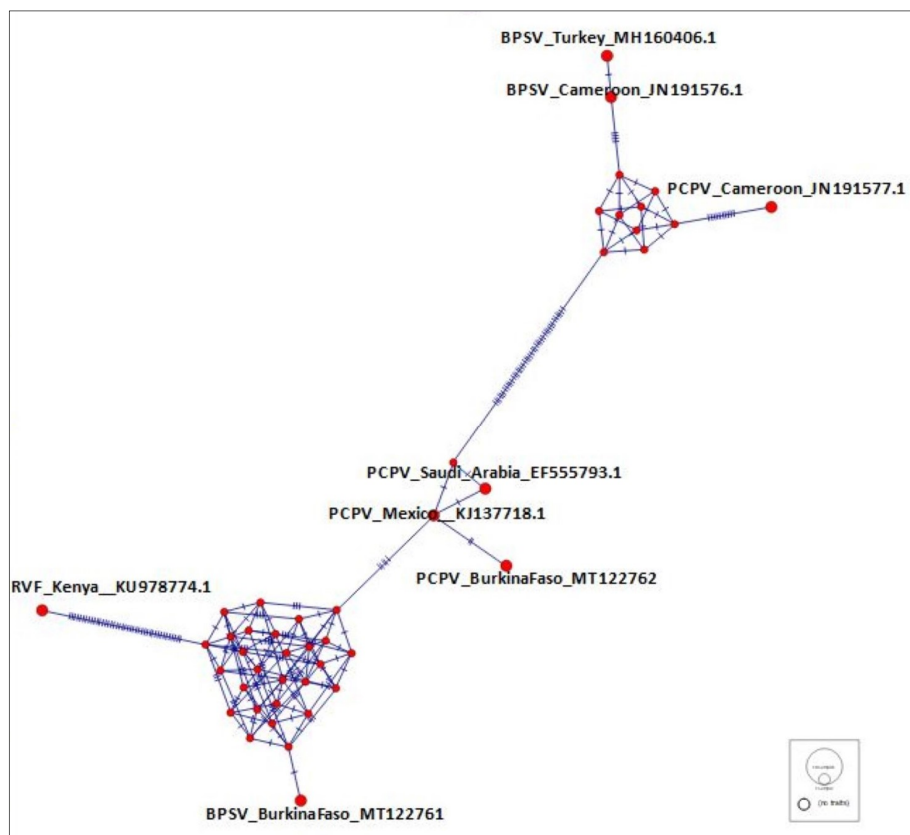 BPSV_Turkey_MH160406.1
BPSV_Cameroon_JN191576.1
PCPV_Cameroon_JN191577.1
PCPV_Saudi_Arabia_EF555793.1
PCPV_Mexico__KJ137718.1
PCPV_BurkinaFaso_MT122762
RVF_Kenya__KU978774.1
BPSV_BurkinaFaso_MT122761
(no traits)